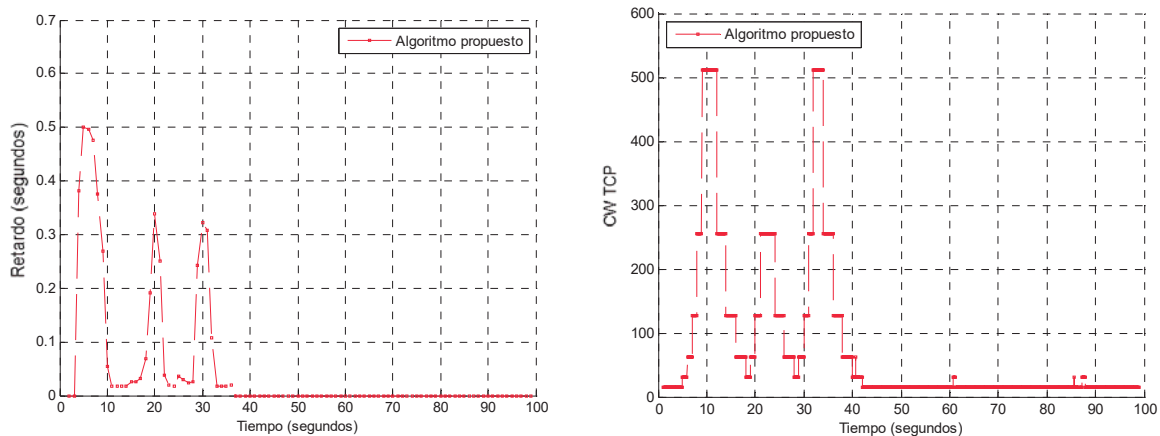 0.7
0.6
0.5
0.4
0.3
0.2
0.1
0
Retardo (segundos)
Algoritmo propuesto
0 10 20 30 40 50 60 70 80 90 100
Tiempo (segundos)
600
500
400
300
200
100
0
CW TCP
Algoritmo propuesto
0 10 20 30 40 50 60 70 80 90 100
Tiempo (segundos)